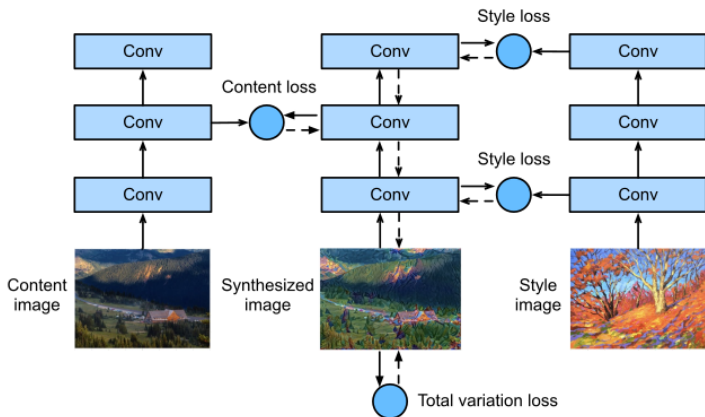 Style loss
Conv
Conv
Conv
Content loss
Conv
Conv
Conv
Style loss
Conv
Conv
Conv
Content
image
Synthesized
image
Style
image
Total variation loss